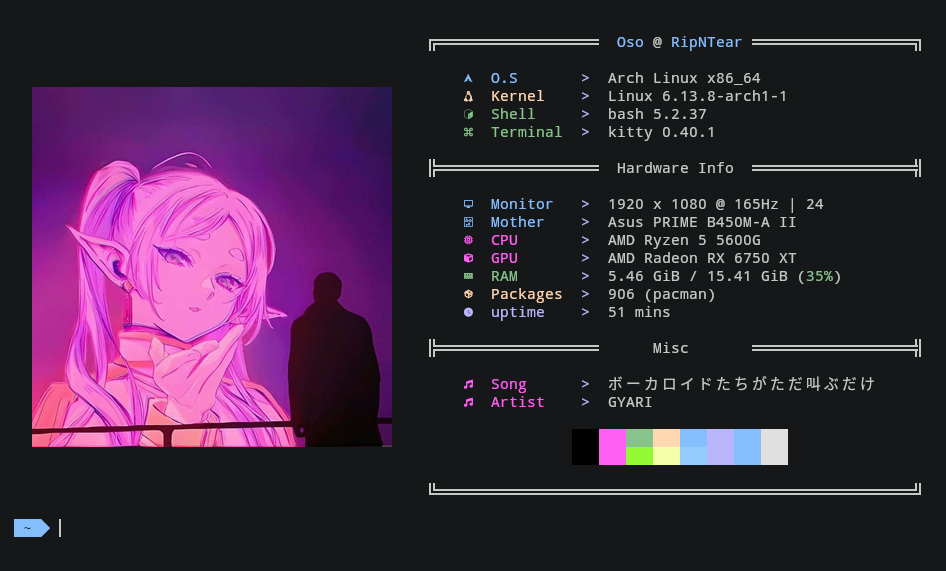 Oso @ RipNTear
O.S > Arch Linux x86_64
Kernel > Linux 6.13.8-arch1-1
Shell > bash 5.2.37
Terminal > kitty 0.40.1
Hardware Info
Monitor > 1920 x 1080 @ 165Hz | 24
Mother > Asus PRIME B450M-A II
CPU > AMD Ryzen 5 5600G
GPU > AMD Radeon RX 6750 XT
RAM > 5.46 GiB / 15.41 GiB (35%)
Packages > 906 (pacman)
uptime > 51 mins
Misc
Song > ボーカロイドたちがただ叫ぶだけ
Artist > GYARI
~